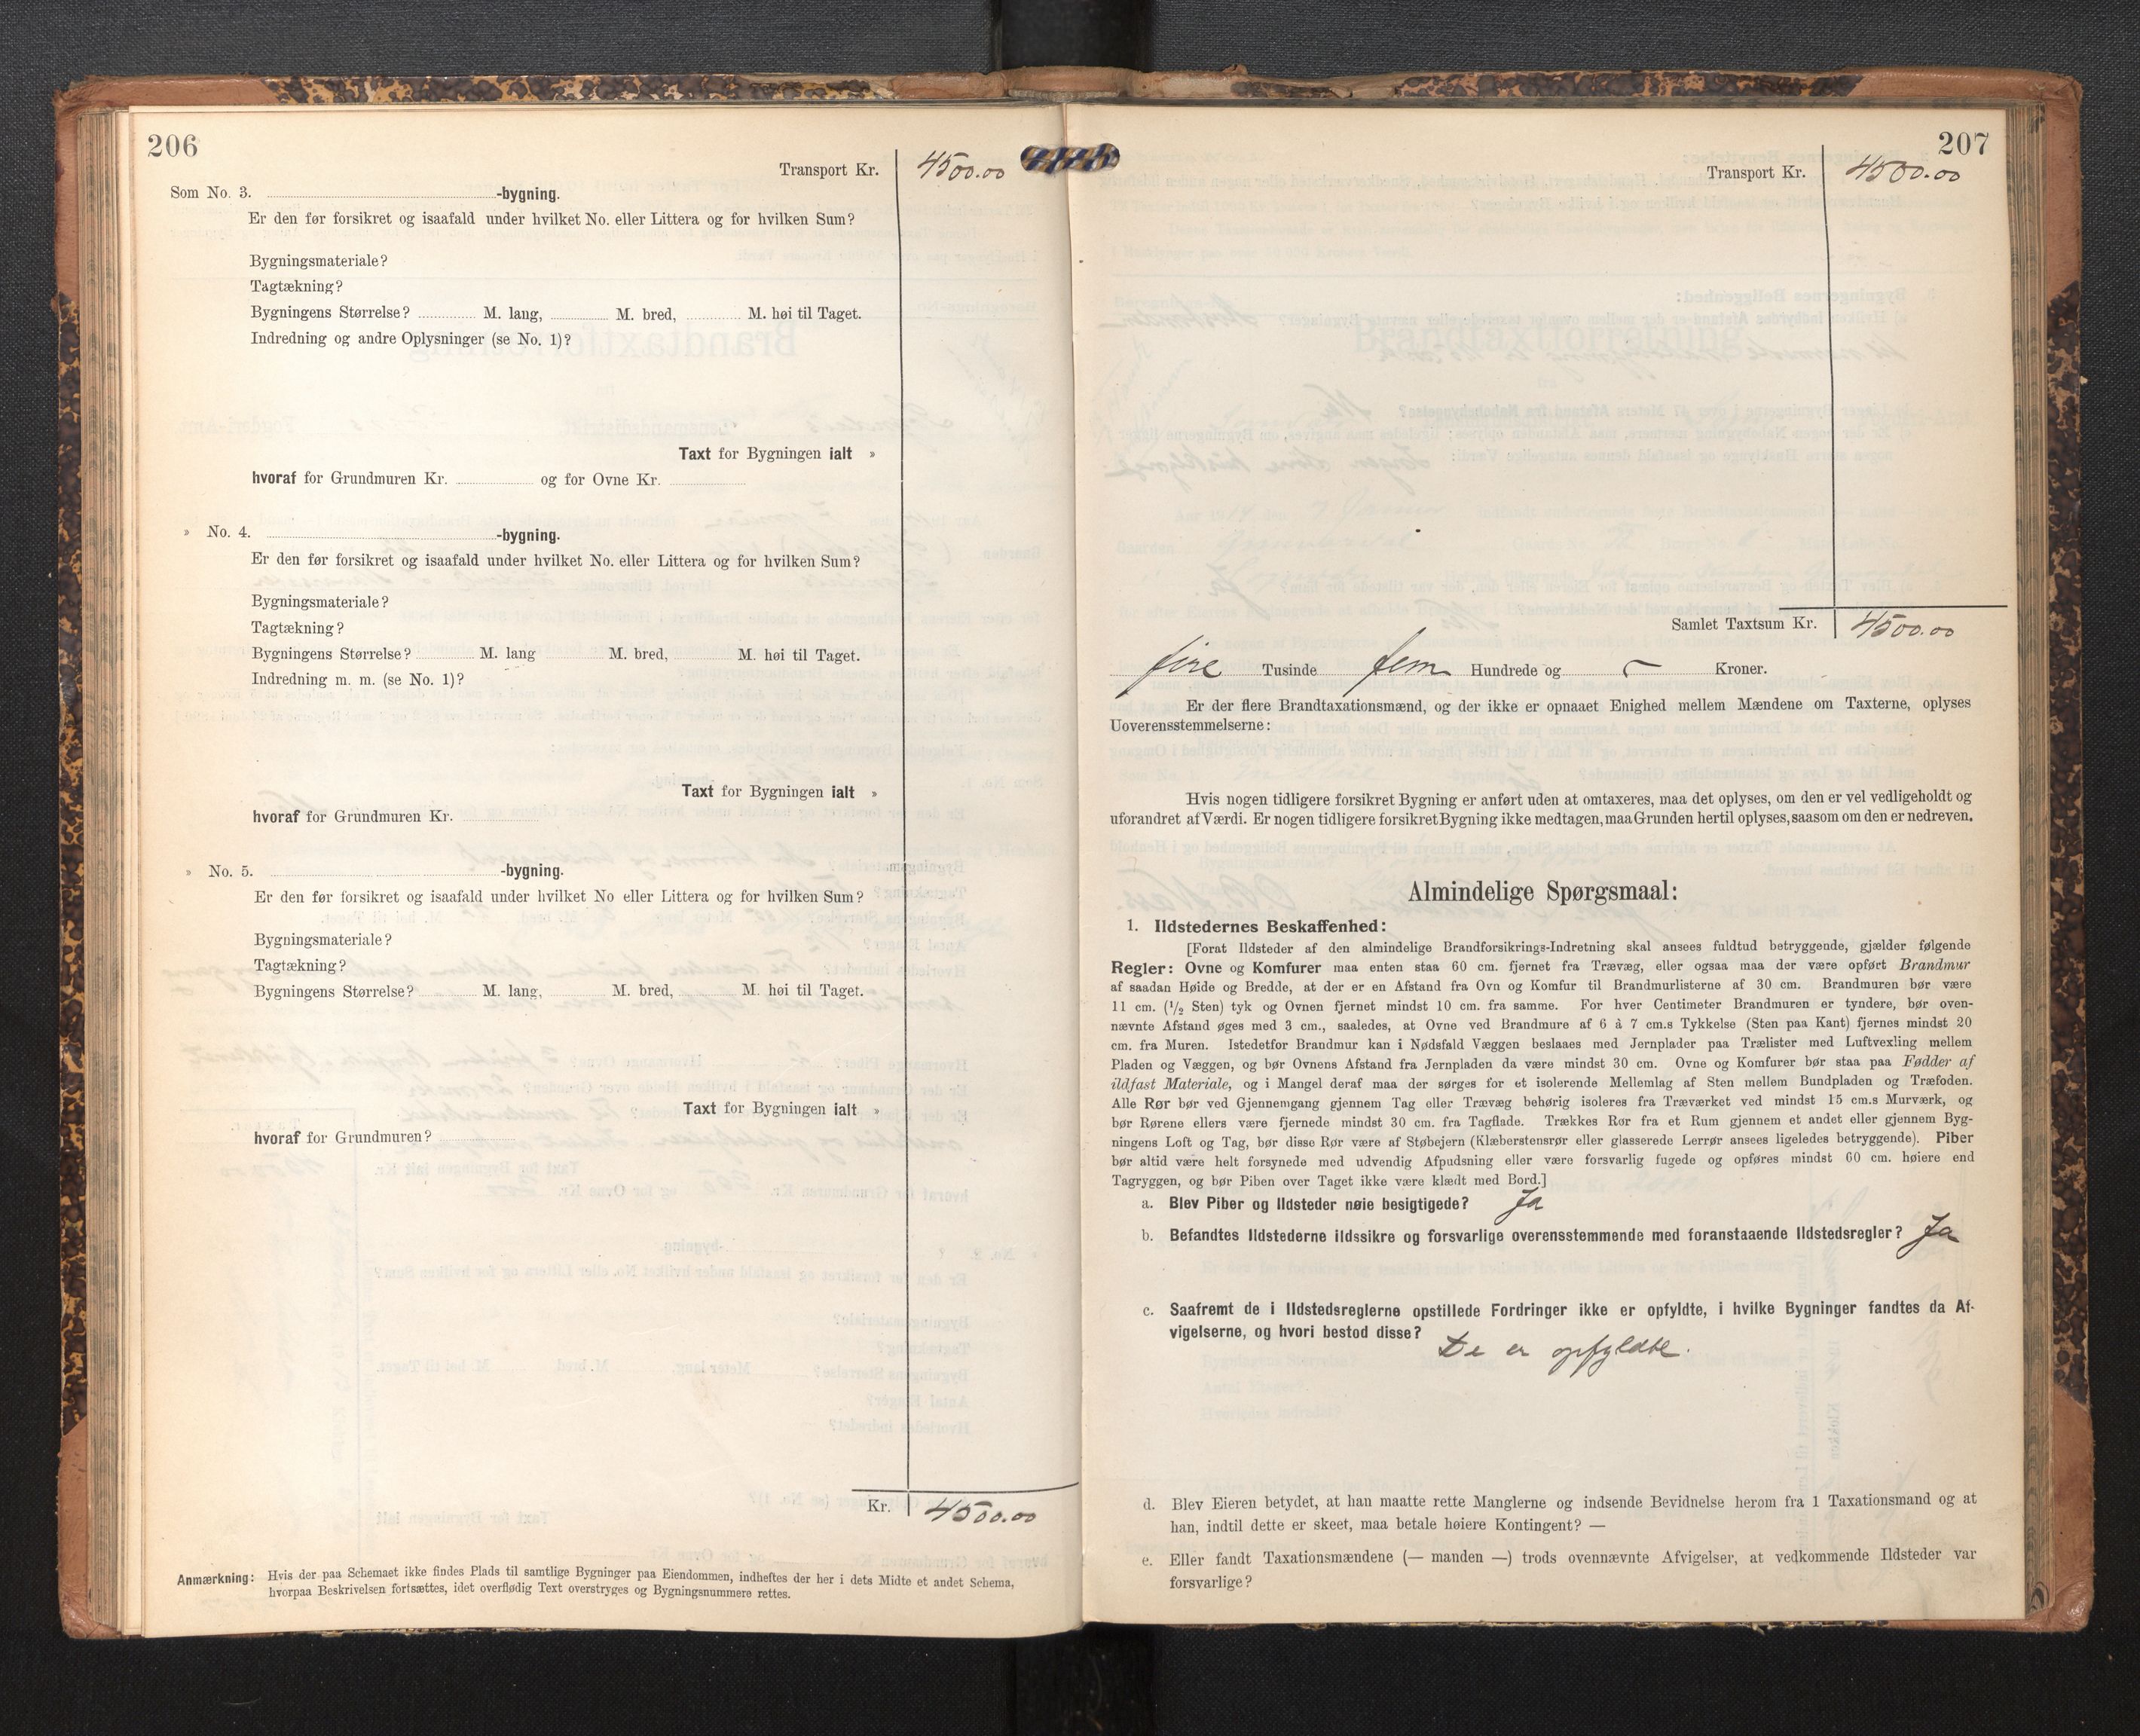 206
Transport Kr. 4500.00
Som No. 3. -bygning.
Er den før forsikret og isaafald under hvilket No. eller Littera og for hvilken Sum?
Bygningsmateriale?
Tagtækning?
Bygningens Størrelse? M. lang, M. bred, M. høi til Taget.
Indredning og andre Oplysninger (se No. 1)?
Taxt for Bygningen ialt »
hvoraf for Grundmuren Kr. og for Ovne Kr.
» No. 4. -bygning.
Er den før forsikret og isaafald under hvilket No. eller Littera og for hvilken Sum?
Bygningsmateriale?
Tagtækning?
Bygningens Størrelse? M. lang M. bred, M. høi til Taget.
Indredning m. m. (se No. 1)?
Taxt for Bygningen ialt »
hvoraf for Grundmuren Kr.
» No. 5. -bygning.
Er den før forsikret og isaafald under hvilket No eller Littera og for hvilken Sum?
Bygningsmateriale?
Tagtækning?
Bygningens Størrelse? M. lang, M. bred, M. høi til Taget.
Taxt for Bygningen ialt »
hvoraf for Grundmuren?
Kr. 4500.00
Anmærkning: Hvis der paa Schemaet ikke findes Plads til samtlige Bygninger paa Eiendommen, indheftes der her i dets Midte et andet Schema,
hvorpaa Beskrivelsen fortsættes, idet overflødig Text overstryges og Bygningsnummere rettes.
207
Transport Kr. 4500.00
Samlet Taxtsum Kr. 4500.00
fire Tusinde fem Hundrede og — Kroner.
Er der flere Brandtaxationsmænd, og der ikke er opnaaet Enighed mellem Mændene om Taxterne, oplyses
Uoverensstemmelserne:
Hvis nogen tidligere forsikret Bygning er anført uden at omtaxeres, maa det oplyses, om den er vel vedligeholdt og
uforandret af Værdi. Er nogen tidligere forsikret Bygning ikke medtagen, maa Grunden hertil oplyses, saasom om den er nedreven.
Almindelige Spørgsmaal:
1. Ildstedernes Beskaffenhed:
[Forat Ildsteder af den almindelige Brandforsikrings-Indretning skal ansees fuldtud betryggende, gjælder følgende
Regler: Ovne og Komfurer maa enten staa 60 cm. fjernet fra Trævæg, eller ogsaa maa der være opført Brandmur
af saadan Høide og Bredde, at der er en Afstand fra Ovn og Komfur til Brandmurlisterne af 30 cm. Brandmuren bør være
11 cm. (1/2 Sten) tyk og Ovnen fjernet mindst 10 cm. fra samme. For hver Centimeter Brandmuren er tyndere, bør oven-
nævnte Afstand øges med 3 cm., saaledes, at Ovne ved Brandmure af 6 à 7 cm.s Tykkelse (Sten paa Kant) fjernes mindst 20
cm. fra Muren. Istedetfor Brandmur kan i Nødsfald Væggen beslaaes med Jernplader paa Trælister med Luftvexling mellem
Pladen og Væggen, og bør Ovnens Afstand fra Jernpladen da være mindst 30 cm. Ovne og Komfurer bør staa paa Fødder af
ildfast Materiale, og i Mangel deraf maa der sørges for et isolerende Mellemlag af Sten mellem Bundpladen og Træfoden.
Alle Rør bør ved Gjennemgang gjennem Tag eller Trævæg behørig isoleres fra Træværket ved mindst 15 cm.s Murværk, og
bør Rørene ellers være fjernede mindst 30 cm. fra Tagflade. Trækkes Rør fra et Rum gjennem et andet eller gjennem Byg-
ningens Loft og Tag, bør disse Rør være af Støbejern (Klæberstensrør eller glasserede Lerrør ansees ligeledes betryggende). Piber
bør altid være helt forsynede med udvendig Afpudsning eller være forsvarlig fugede og opføres mindst 60 cm. høiere end
Tagryggen, og bør Piben over Taget ikke være klædt med Bord.]
a. Blev Piber og Ildsteder nøie besigtigede? Ja
b. Befandtes Ildstederne ildssikre og forsvarlige overensstemmende med foranstaaende Ildstedsregler? Ja
c. Saafremt de i Ildstedsreglerne opstillede Fordringer ikke er opfyldte, i hvilke Bygninger fandtes da Af-
vigelserne, og hvori bestod disse?
De er opfyldte.
d. Blev Eieren betydet, at han maatte rette Manglerne og indsende Bevidnelse herom fra 1 Taxationsmand og at
han, indtil dette er skeet, maa betale høiere Kontingent? —
e. Eller fandt Taxationsmændene (— manden —) trods ovennævnte Afvigelser, at vedkommende Ildsteder var
forsvarlige?